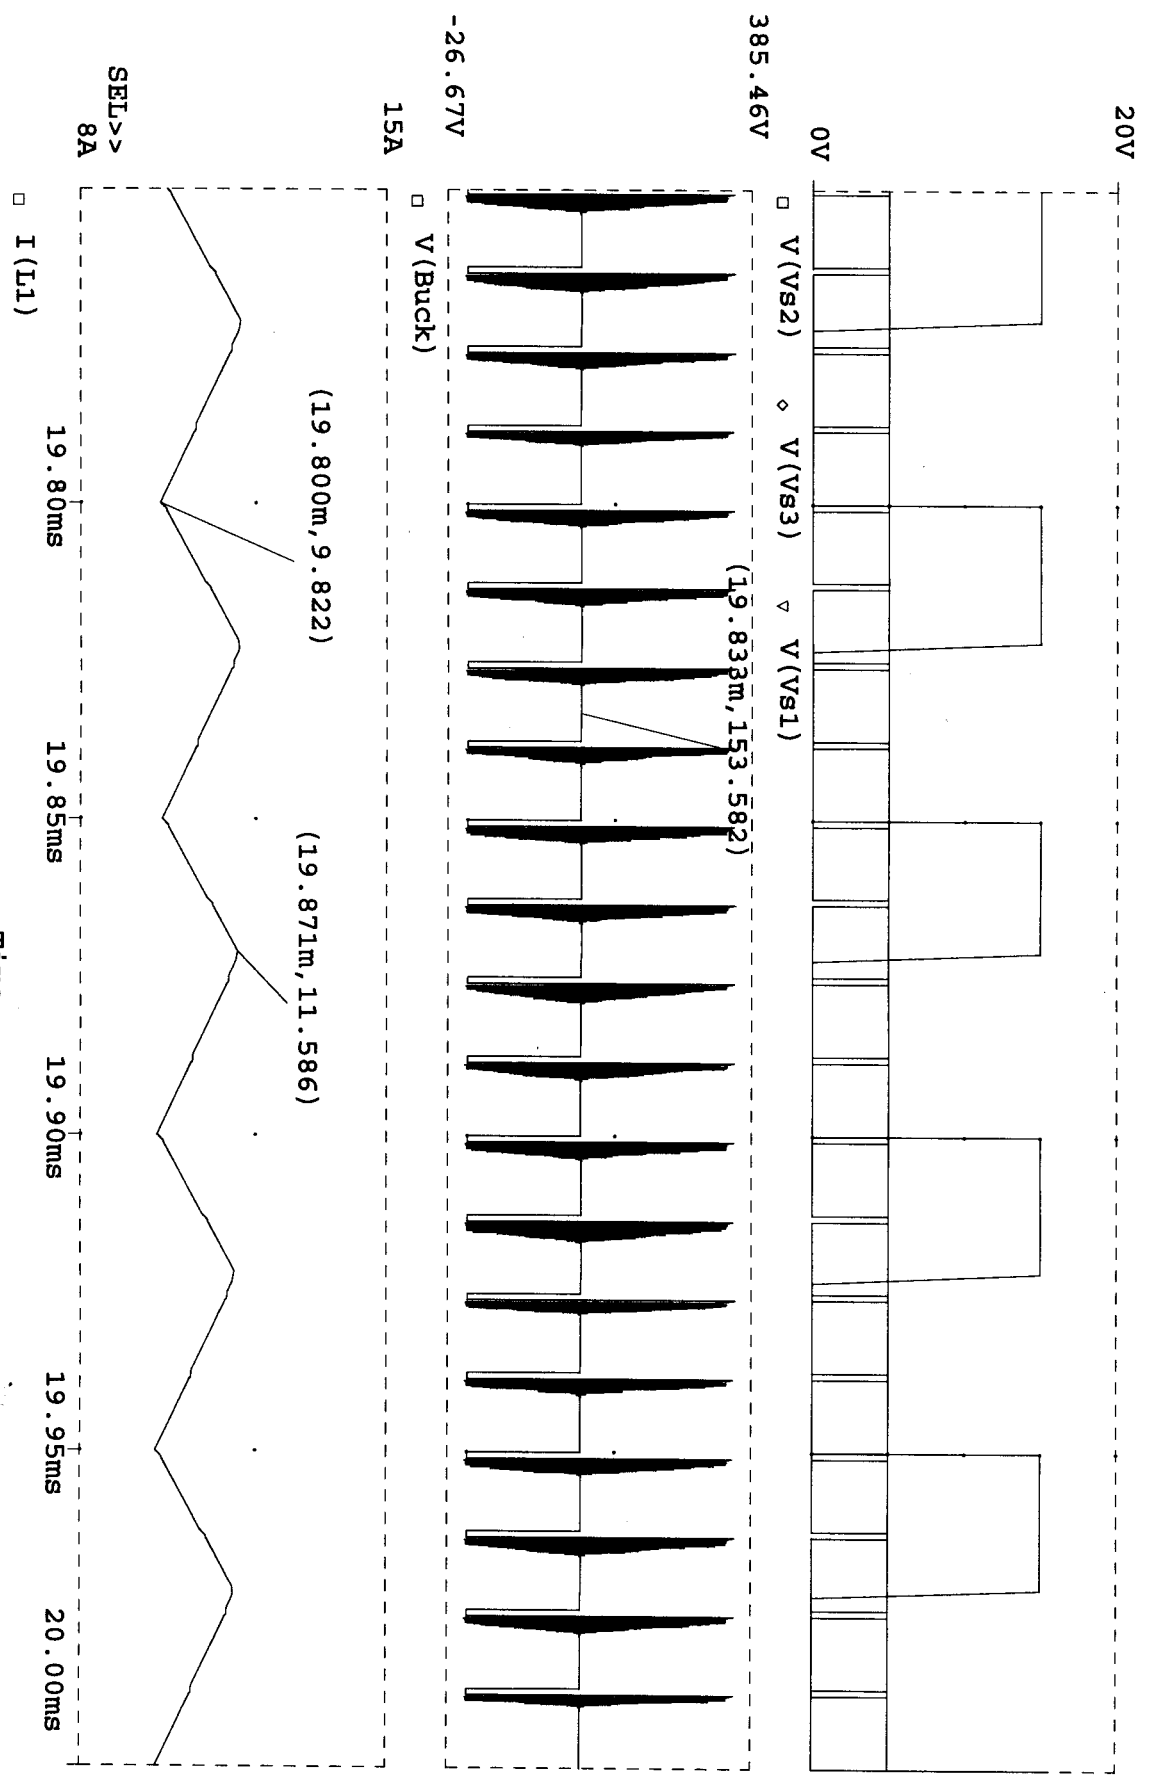 20V
0V
□ V(Vs2) ◇ V(Vs3) ▽ V(Vs1)
385.46V
(19.833m,153.582)
-26.67V
□ V(Buck)
15A
(19.800m,9.822)
(19.871m,11.586)
SEL>>
8A
19.80ms 19.85ms 19.90ms 19.95ms 20.00ms
□ I(L1)